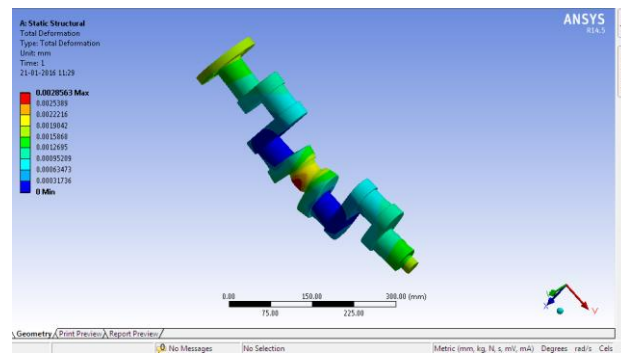 A: Static Structural
Total Deformation
Type: Total Deformation
Unit: mm
Time: 1
21-01-2016 11:29
0.0028563 Max
0.0025389
0.0022216
0.0019042
0.0015868
0.0012695
0.00095209
0.00063473
0.00031736
0 Min
ANSYS
R14.5
0.00
150.00
300.00 (mm)
75.00
225.00
X
Y
Geometry Print Preview Report Preview
No Messages
No Selection
Metric (mm, kg, N, s, mV, mA) Degrees rad/s Cels